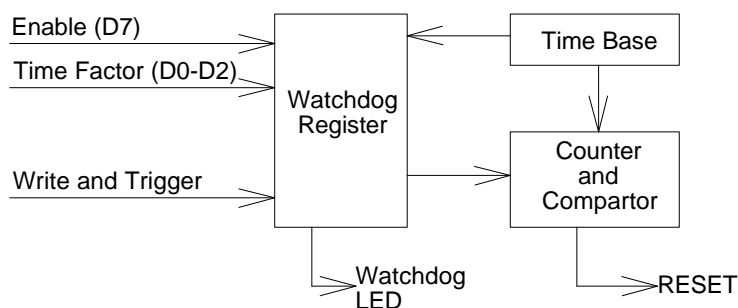 Enable (D7)
Time Factor (D0-D2)
Write and Trigger
Watchdog
Register
Time Base
Counter
and
Compartor
Watchdog
LED
RESET